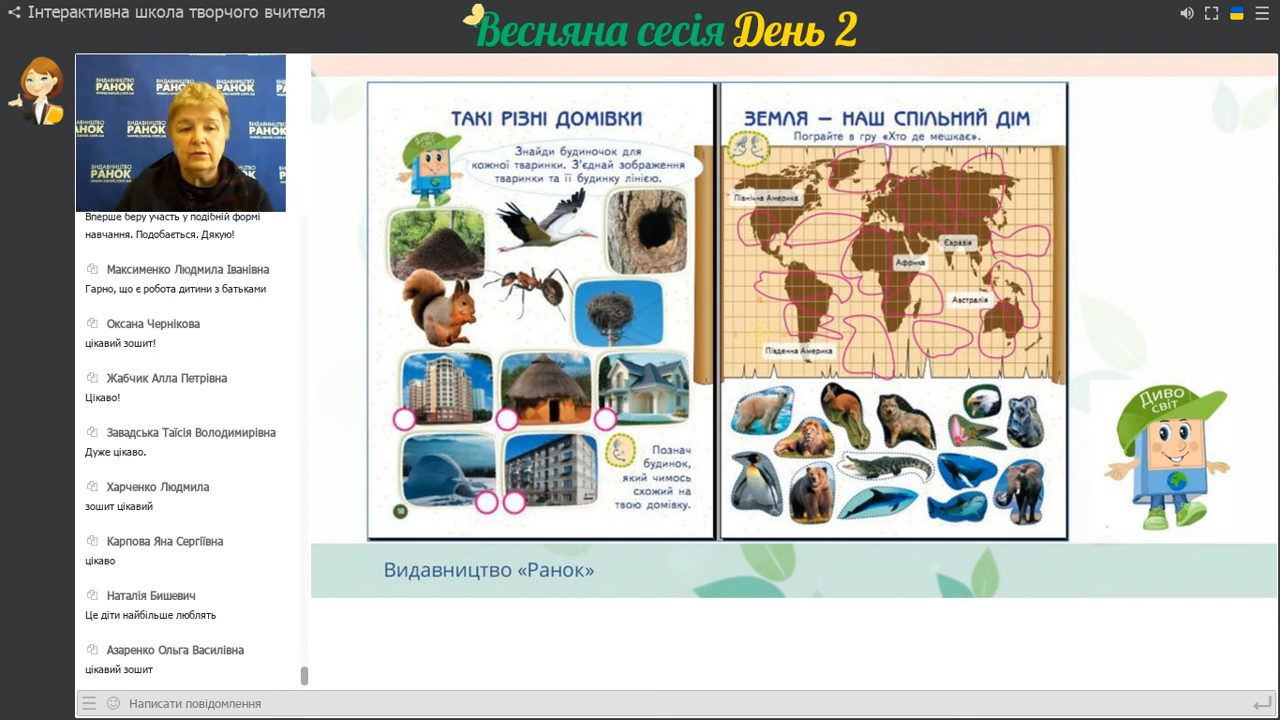 Інтерактивна школа творчого вчителя
Весняна сесія День 2
ВИДАВНИЦТВО
РАНОК
Вперше беру участь у подібній формі
навчання. Подобається. Дякую!
Максименко Людмила Іванівна
Гарно, що є робота дитини з батьками
Оксана Чернікова
цікавий зошит!
Жабчик Алла Петрівна
Цікаво!
Завадська Таїсія Володимирівна
Дуже цікаво.
Харченко Людмила
зошит цікавий
Карпова Яна Сергіївна
цікаво
Наталія Бишевич
Це діти найбільше люблять
Азаренко Ольга Василівна
цікавий зошит
Написати повідомлення
ТАКІ РІЗНІ ДОМІВКИ
Знайди будиночок для
кожної тваринки. З'єднай зображення
тваринки та її будинку лінією.
Познач
будинок,
який чимось
схожий на
твою домівку.
10
ЗЕМЛЯ – НАШ СПІЛЬНИЙ ДІМ
Пограйте в гру «Хто де мешкає».
Північна Америка
Євразія
Африка
Австралія
Південна Америка
ДИВО
СВІТ
Видавництво «Ранок»